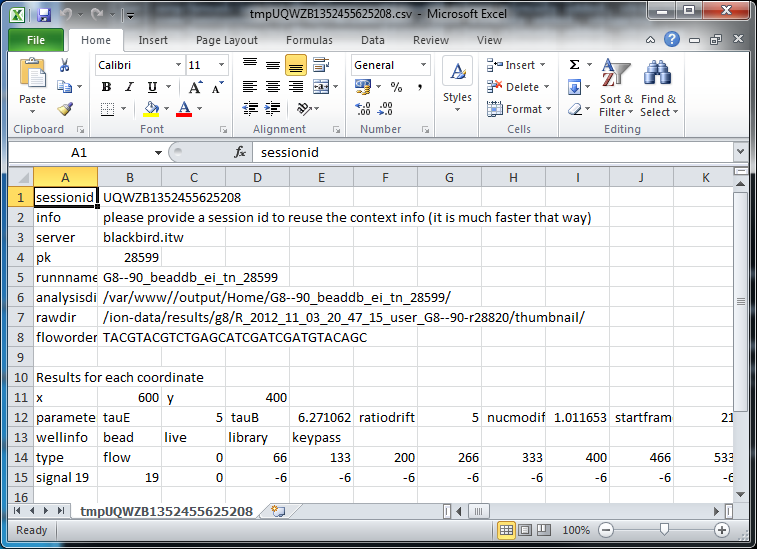 tmpUQWZB1352455625208.csv - Microsoft Excel
File Home Insert Page Layout Formulas Data Review View
Calibri 11 General Σ Insert
Paste B I U A A % , Styles Delete Sort & Filter Find & Select
Format
Clipboard Font Alignment Number Cells Editing
A1 fx sessionid
A B C D E F G H I J K
1 sessionid UQWZB1352455625208
2 info please provide a session id to reuse the context info (it is much faster that way)
3 server blackbird.itw
4 pk 28599
5 runnname G8--90_beaddb_ei_tn_28599
6 analysisdi /var/www//output/Home/G8--90_beaddb_ei_tn_28599/
7 rawdir /ion-data/results/g8/R_2012_11_03_20_47_15_user_G8--90-r28820/thumbnail/
8 floworder TACGTACGTCTGAGCATCGATCGATGTACAGC
9
10 Results for each coordinate
11 x 600 y 400
12 paramete tauE 5 tauB 6.271062 ratiodrift 5 nucmodif 1.011653 startfram 21
13 wellinfo bead live library keypass
14 type flow 0 66 133 200 266 333 400 466 533
15 signal 19 19 0 -6 -6 -6 -6 -6 -6 -6 -6
16
tmpUQWZB1352455625208
Ready 100%